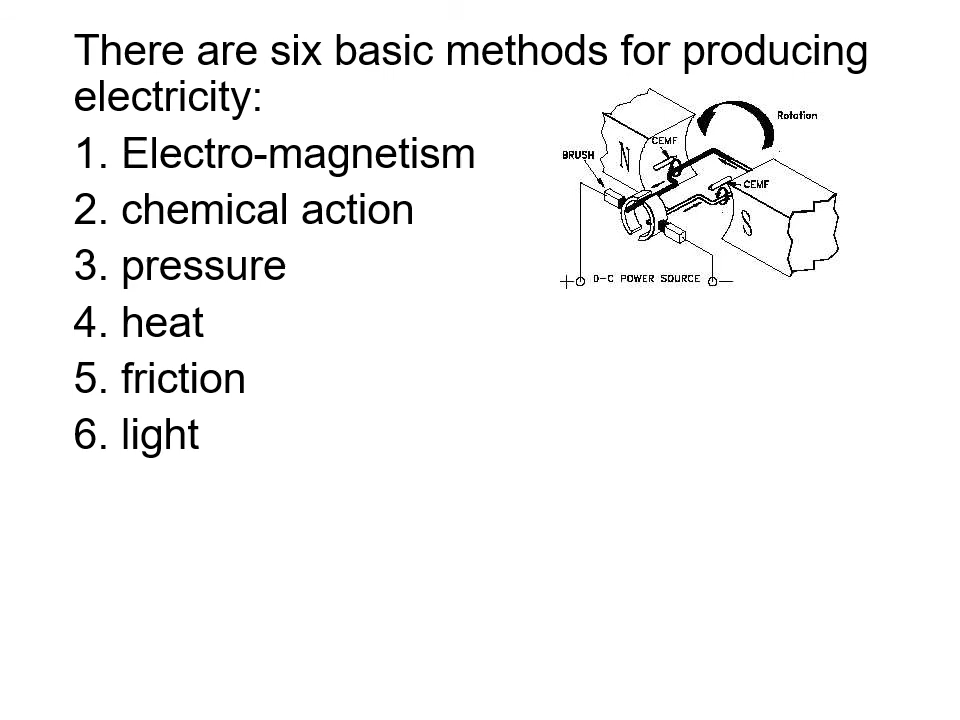 There are six basic methods for producing
electricity:
1. Electro-magnetism
2. chemical action
3. pressure
4. heat
5. friction
6. light
Rotation
CEMF
BRUSH
N
CEMF
S
+ D-C POWER SOURCE —